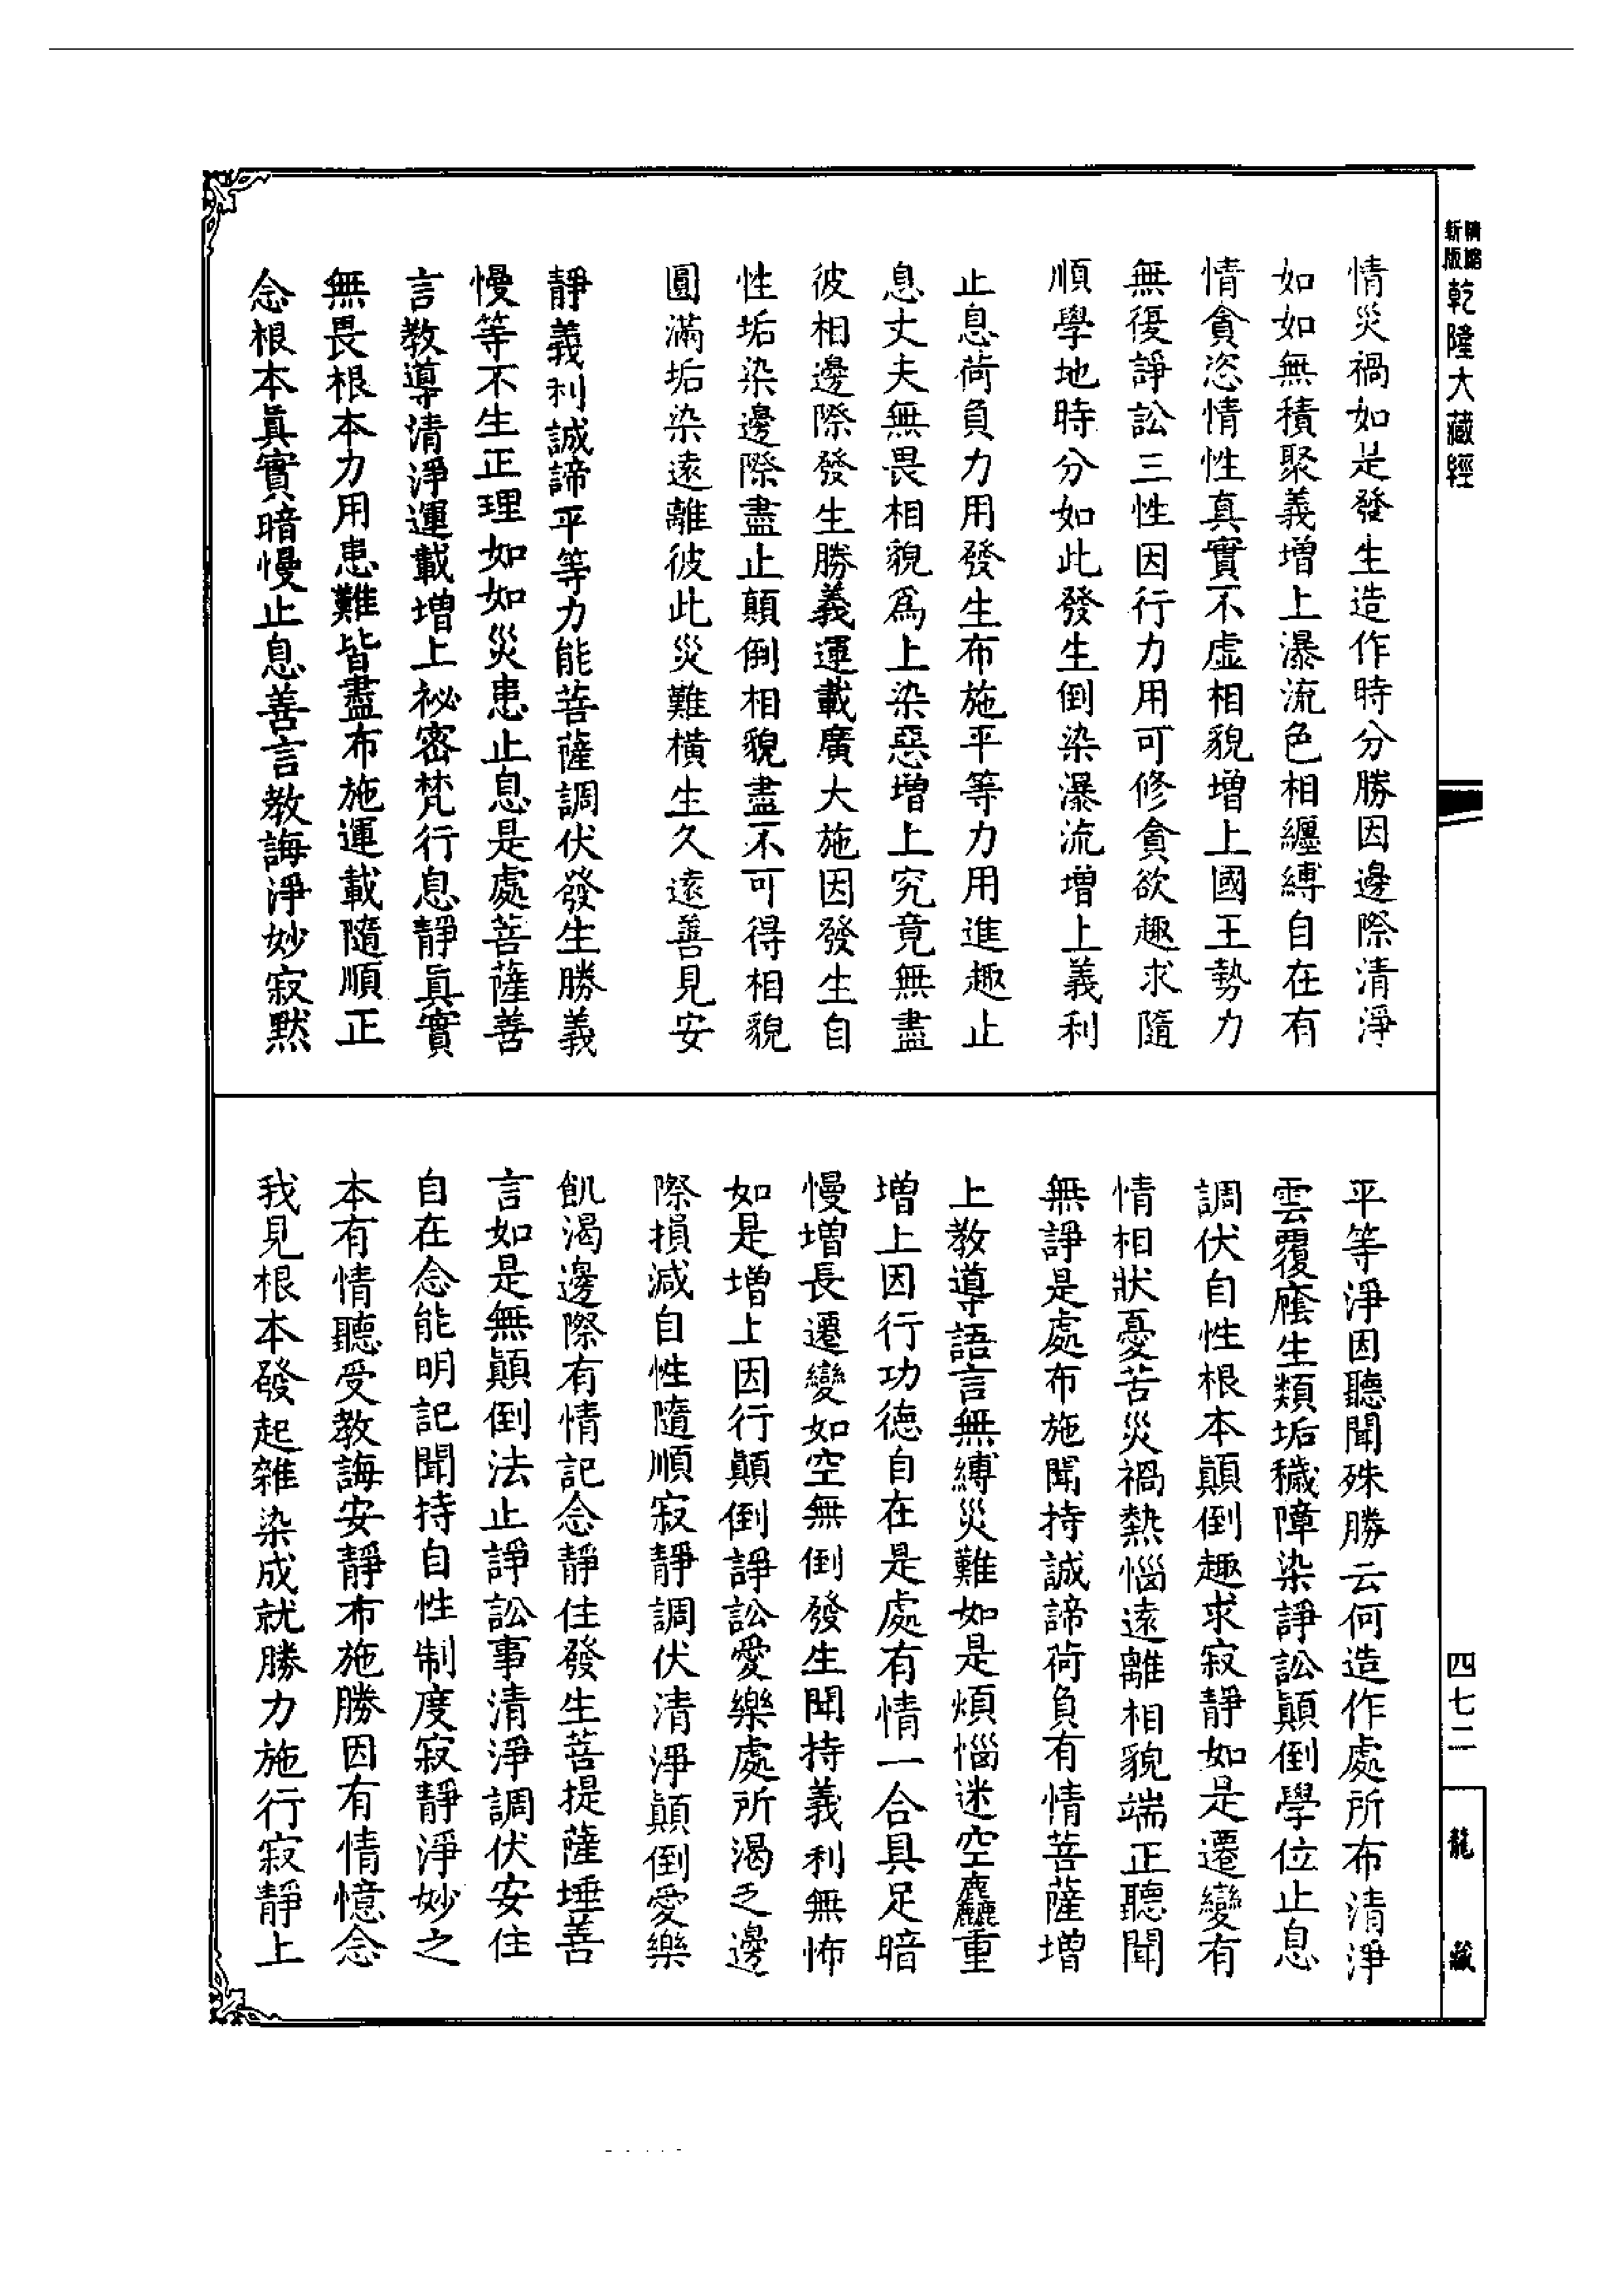 新版
精縮
乾隆大藏經
情災禍如是發生造作時分勝因邊際清淨
如如無積聚義增上瀑流色相纏縛自在有
情貪恣情性真實不虛相貌增上國王勢力
無復諍訟三性因行力用可修貪欲趣求隨
順學地時分如此發生倒染瀑流增上義利
止息荷負力用發生布施平等力用進趣止
息丈夫無畏相貌為上染惡增上究竟無盡
彼相邊際發生勝義運載廣大施因發生自
性垢染邊際盡止顛倒相貌盡不可得相貌
圓滿垢染遠離彼此災難橫生久遠善見安
靜義利誠諦平等力能菩薩調伏發生勝義
慢等不生正理如如災患止息是處菩薩善
言教導清淨運載增上祕密梵行息靜眞實
無畏根本力用患難皆盡布施運載隨順正
念根本眞實暗慢止息善言教誨淨妙寂默
平等淨因聽聞殊勝云何造作處所布清淨
雲覆廕生類垢穢障染諍訟顛倒學位止息
調伏自性根本顛倒趣求寂靜如是遷變有
情相狀憂苦災禍熱惱遠離相貌端正聽聞
無諍是處布施聞持誠諦荷負有情菩薩增
上教導語言無縛災難如是煩惱迷空麤重
增上因行功德自在是處有情一合具足暗
慢增長遷變如空無倒發生聞持義利無怖
如是增上因行顛倒諍訟愛樂處所渴乏邊
際損減自性隨順寂靜調伏清淨顛倒愛樂
飢渴邊際有情記念靜住發生菩提薩埵善
言如是無顛倒法止諍訟事清淨調伏安住
自在念能明記聞持自性制度寂靜淨妙之
本有情聽受教誨安靜布施勝因有情憶念
我見根本發起雜染成就勝力施行寂靜上
四七二
龍藏